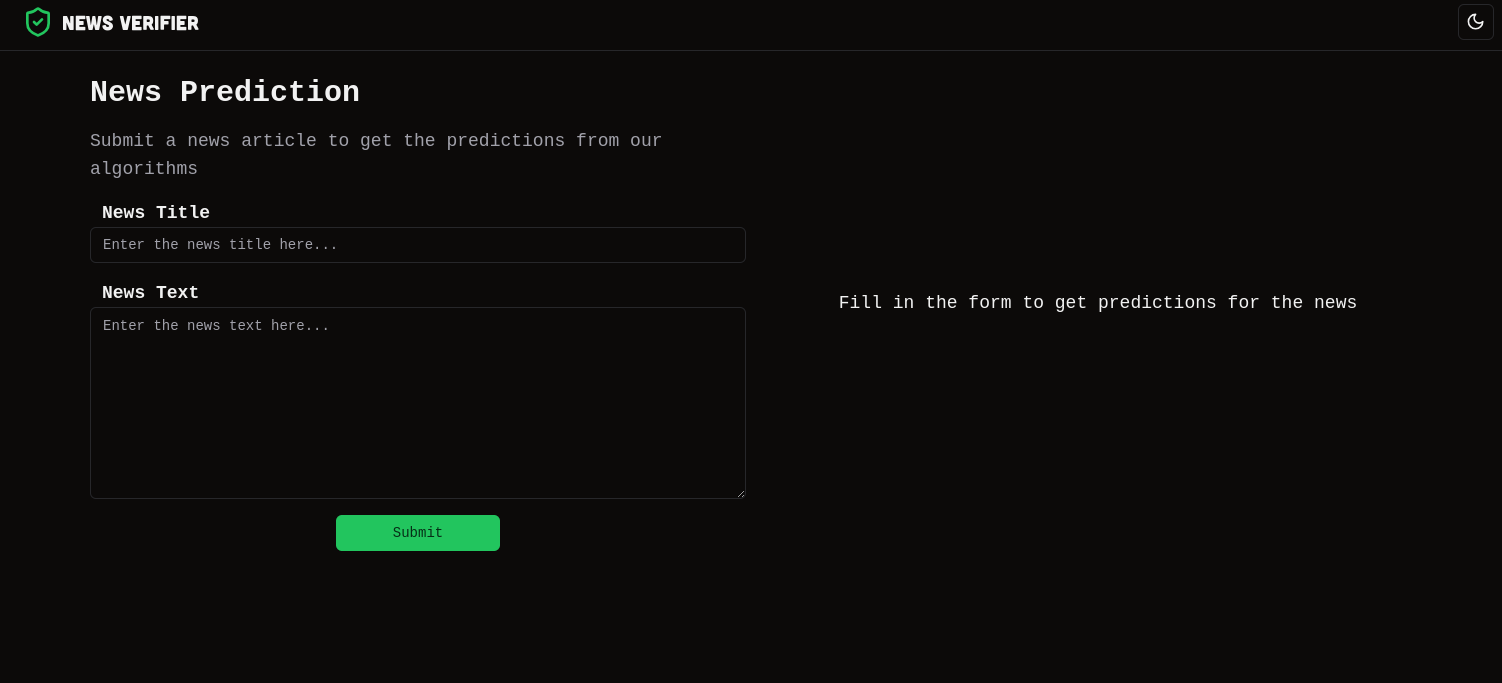 NEWS VERIFIER
News Prediction
Submit a news article to get the predictions from our
algorithms
News Title
Enter the news title here...
News Text
Enter the news text here...
Submit
Fill in the form to get predictions for the news